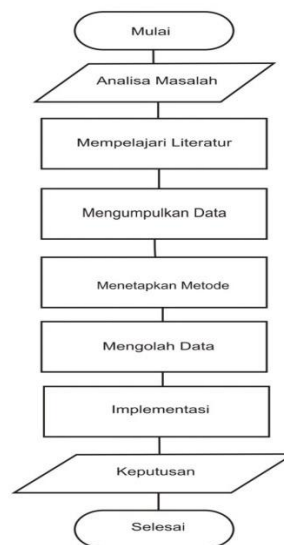 Mulai
Analisa Masalah
Mempelajari Literatur
Mengumpulkan Data
Menetapkan Metode
Mengolah Data
Implementasi
Keputusan
Selesai